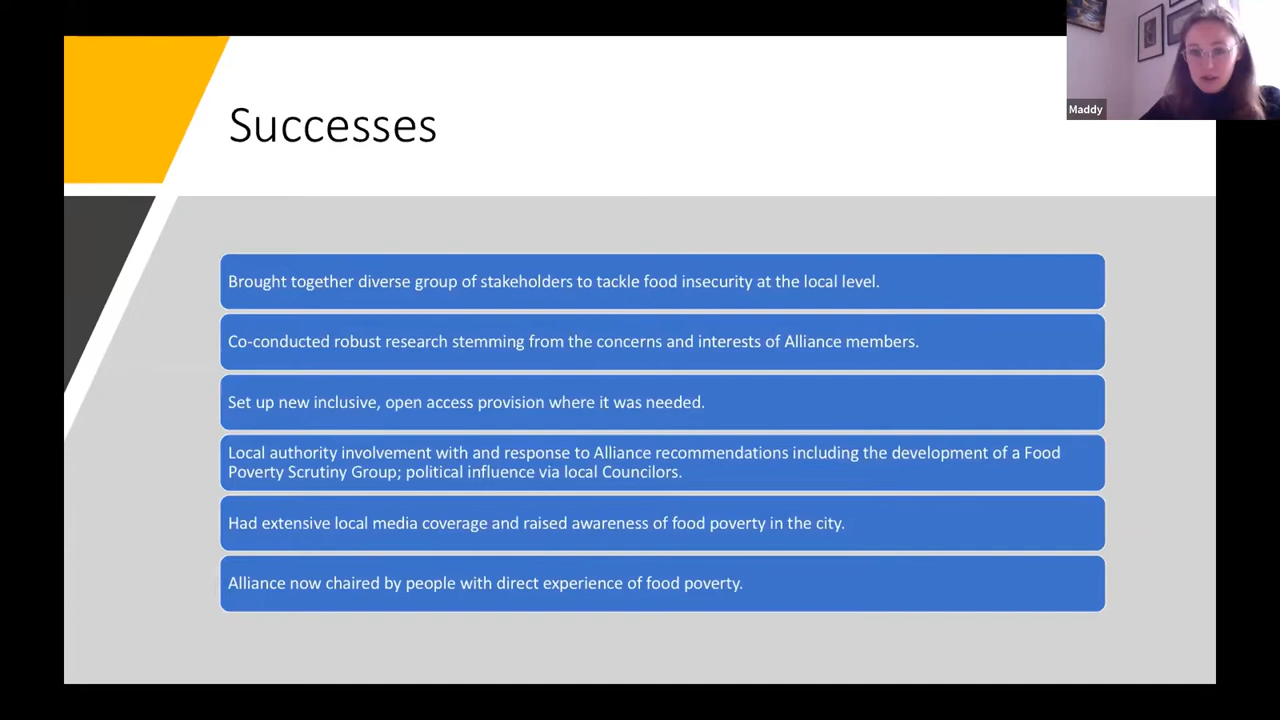 Maddy
Successes
Brought together diverse group of stakeholders to tackle food insecurity at the local level.
Co-conducted robust research stemming from the concerns and interests of Alliance members.
Set up new inclusive, open access provision where it was needed.
Local authority involvement with and response to Alliance recommendations including the development of a Food
Poverty Scrutiny Group; political influence via local Councilors.
Had extensive local media coverage and raised awareness of food poverty in the city.
Alliance now chaired by people with direct experience of food poverty.